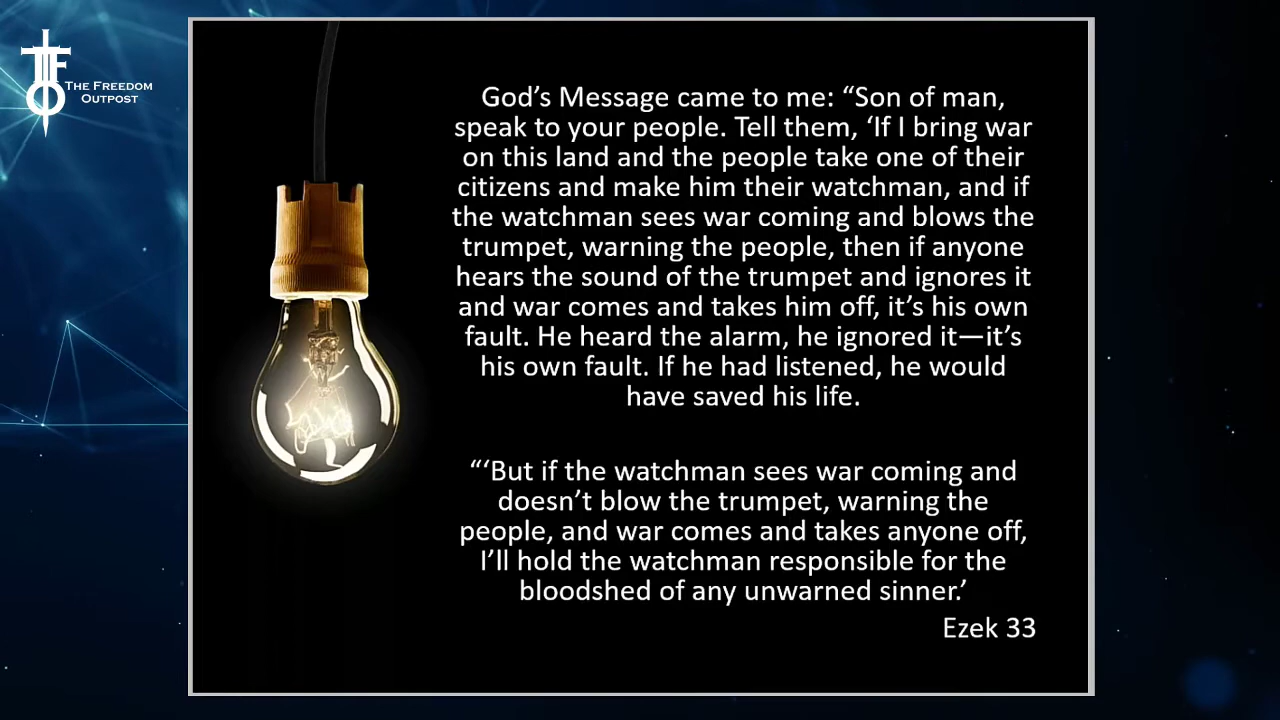 THE FREEDOM
OUTPOST
God’s Message came to me: “Son of man,
speak to your people. Tell them, ‘If I bring war
on this land and the people take one of their
citizens and make him their watchman, and if
the watchman sees war coming and blows the
trumpet, warning the people, then if anyone
hears the sound of the trumpet and ignores it
and war comes and takes him off, it’s his own
fault. He heard the alarm, he ignored it—it’s
his own fault. If he had listened, he would
have saved his life.
“‘But if the watchman sees war coming and
doesn’t blow the trumpet, warning the
people, and war comes and takes anyone off,
I’ll hold the watchman responsible for the
bloodshed of any unwarned sinner.’
Ezek 33